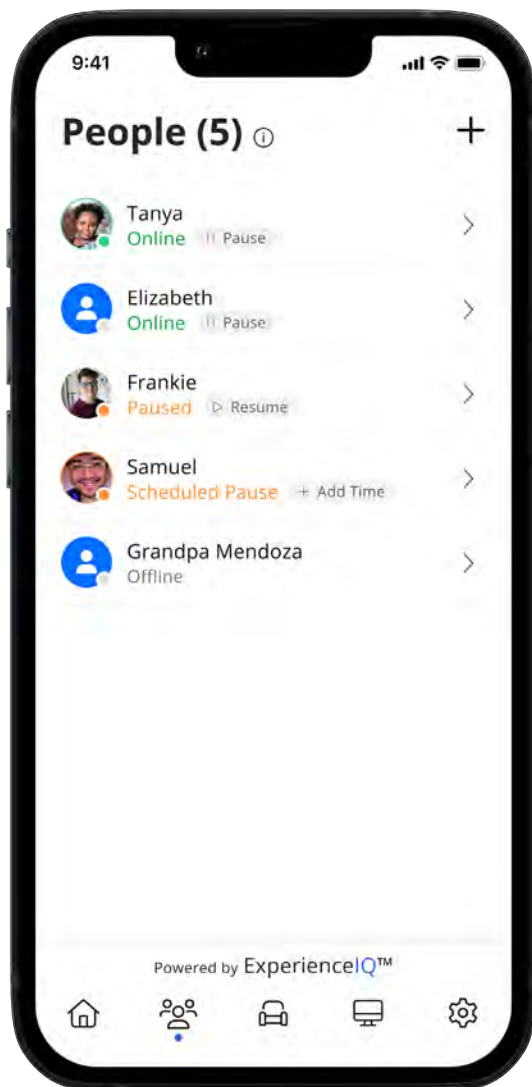 9:41
People (5)
Tanya
Online Pause
Elizabeth
Online Pause
Frankie
Paused Resume
Samuel
Scheduled Pause + Add Time
Grandpa Mendoza
Offline
Powered by ExperienceIQ™